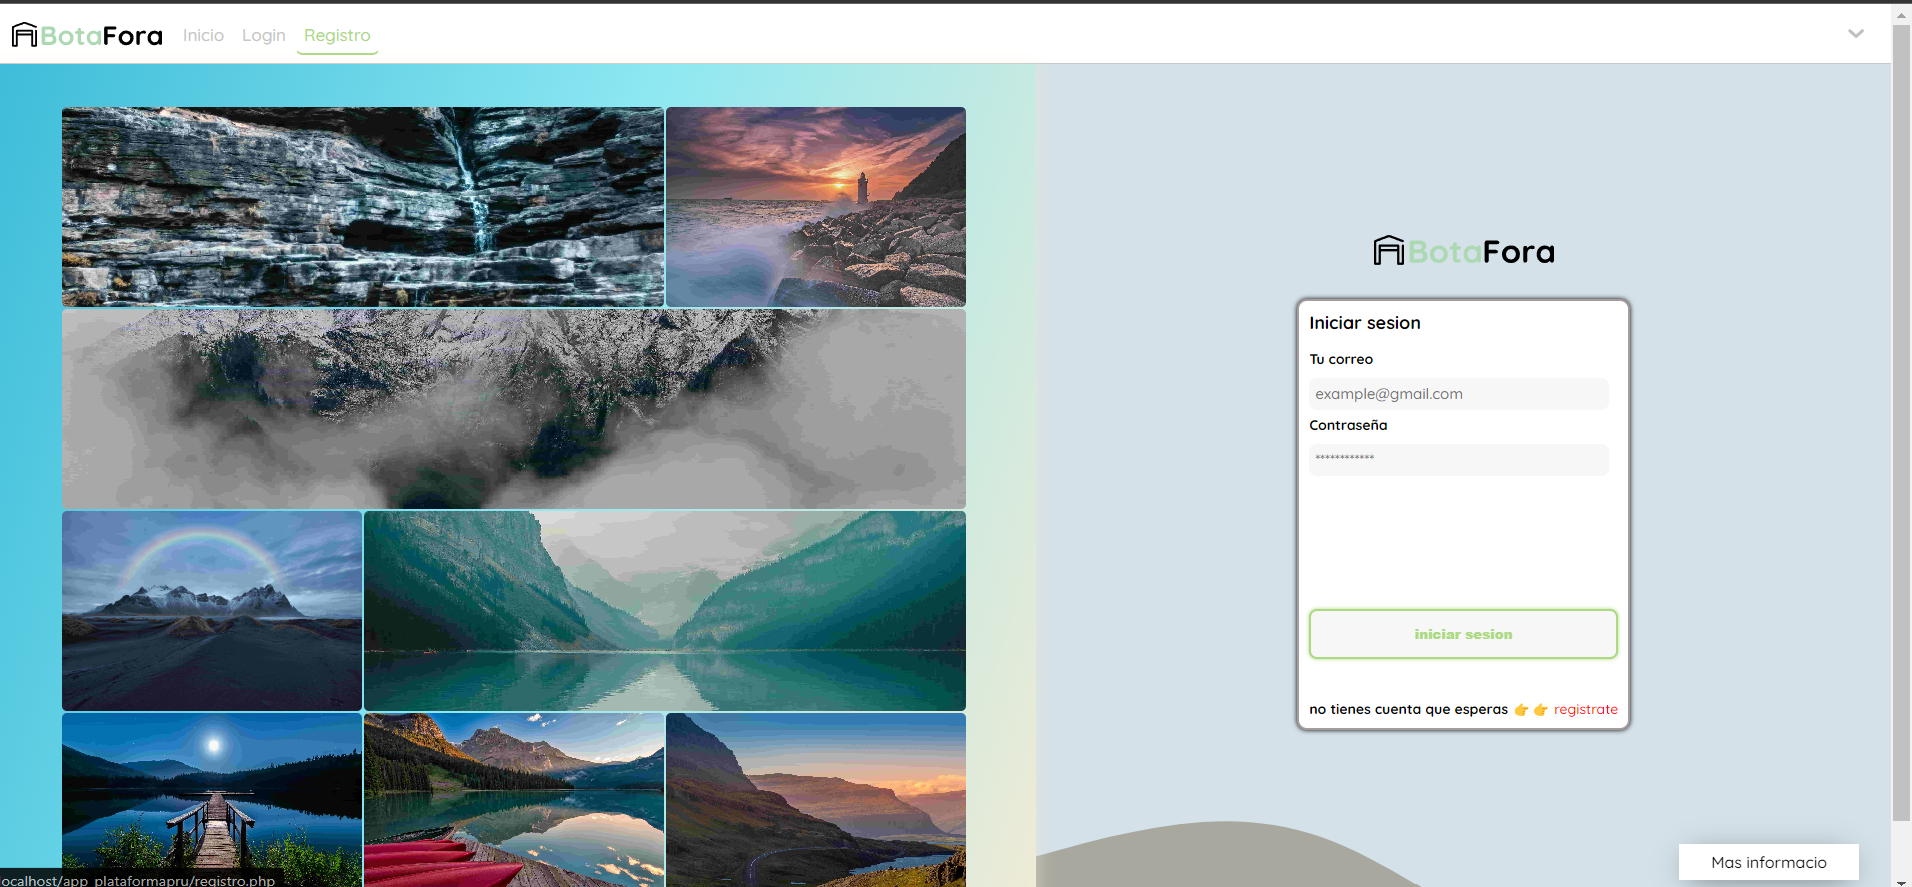 BotaFora Inicio Login Registro
BotaFora
Iniciar sesion
Tu correo
example@gmail.com
Contraseña
************
iniciar sesion
no tienes cuenta que esperas 👉 👉 registrate
Mas informacio
localhost/app_plataformapru/registro.php